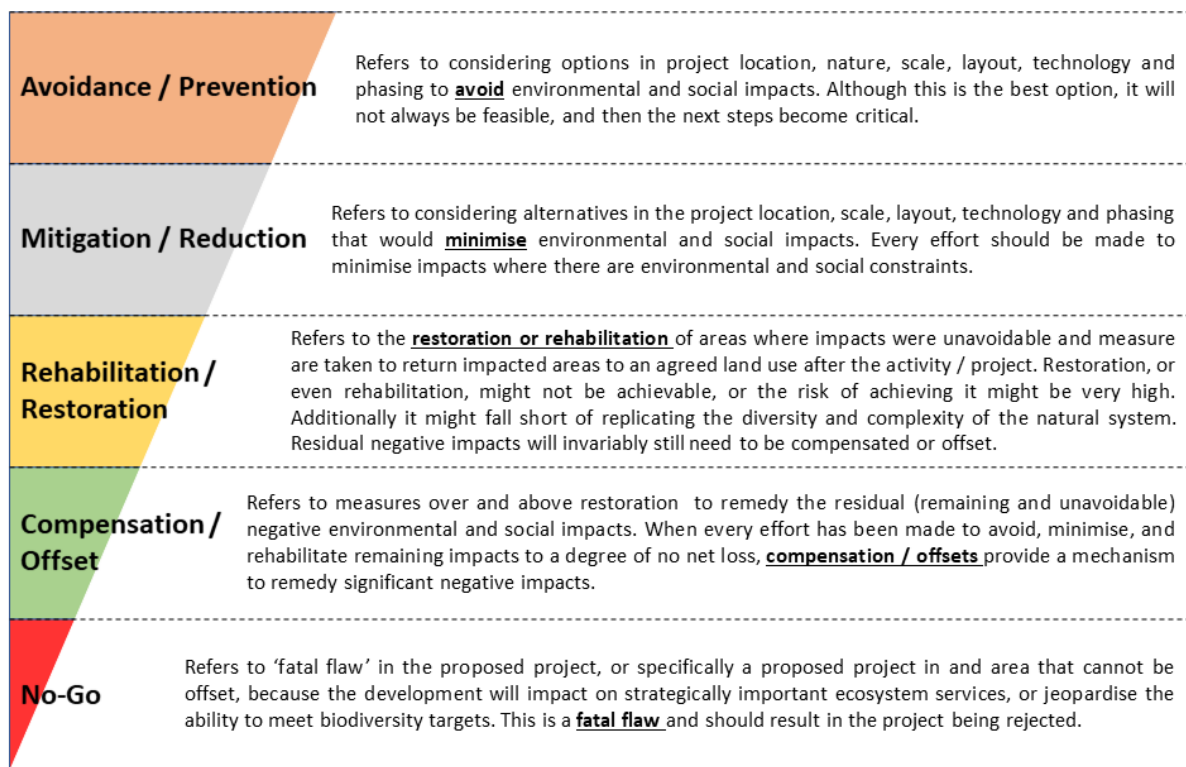 Avoidance / Prevention
Refers to considering options in project location, nature, scale, layout, technology and
phasing to avoid environmental and social impacts. Although this is the best option, it will
not always be feasible, and then the next steps become critical.
Mitigation / Reduction
Refers to considering alternatives in the project location, scale, layout, technology and phasing
that would minimise environmental and social impacts. Every effort should be made to
minimise impacts where there are environmental and social constraints.
Rehabilitation /
Restoration
Refers to the restoration or rehabilitation of areas where impacts were unavoidable and measure
are taken to return impacted areas to an agreed land use after the activity / project. Restoration, or
even rehabilitation, might not be achievable, or the risk of achieving it might be very high.
Additionally it might fall short of replicating the diversity and complexity of the natural system.
Residual negative impacts will invariably still need to be compensated or offset.
Compensation /
Offset
Refers to measures over and above restoration to remedy the residual (remaining and unavoidable)
negative environmental and social impacts. When every effort has been made to avoid, minimise, and
rehabilitate remaining impacts to a degree of no net loss, compensation / offsets provide a mechanism
to remedy significant negative impacts.
No-Go
Refers to ‘fatal flaw’ in the proposed project, or specifically a proposed project in and area that cannot be
offset, because the development will impact on strategically important ecosystem services, or jeopardise the
ability to meet biodiversity targets. This is a fatal flaw and should result in the project being rejected.